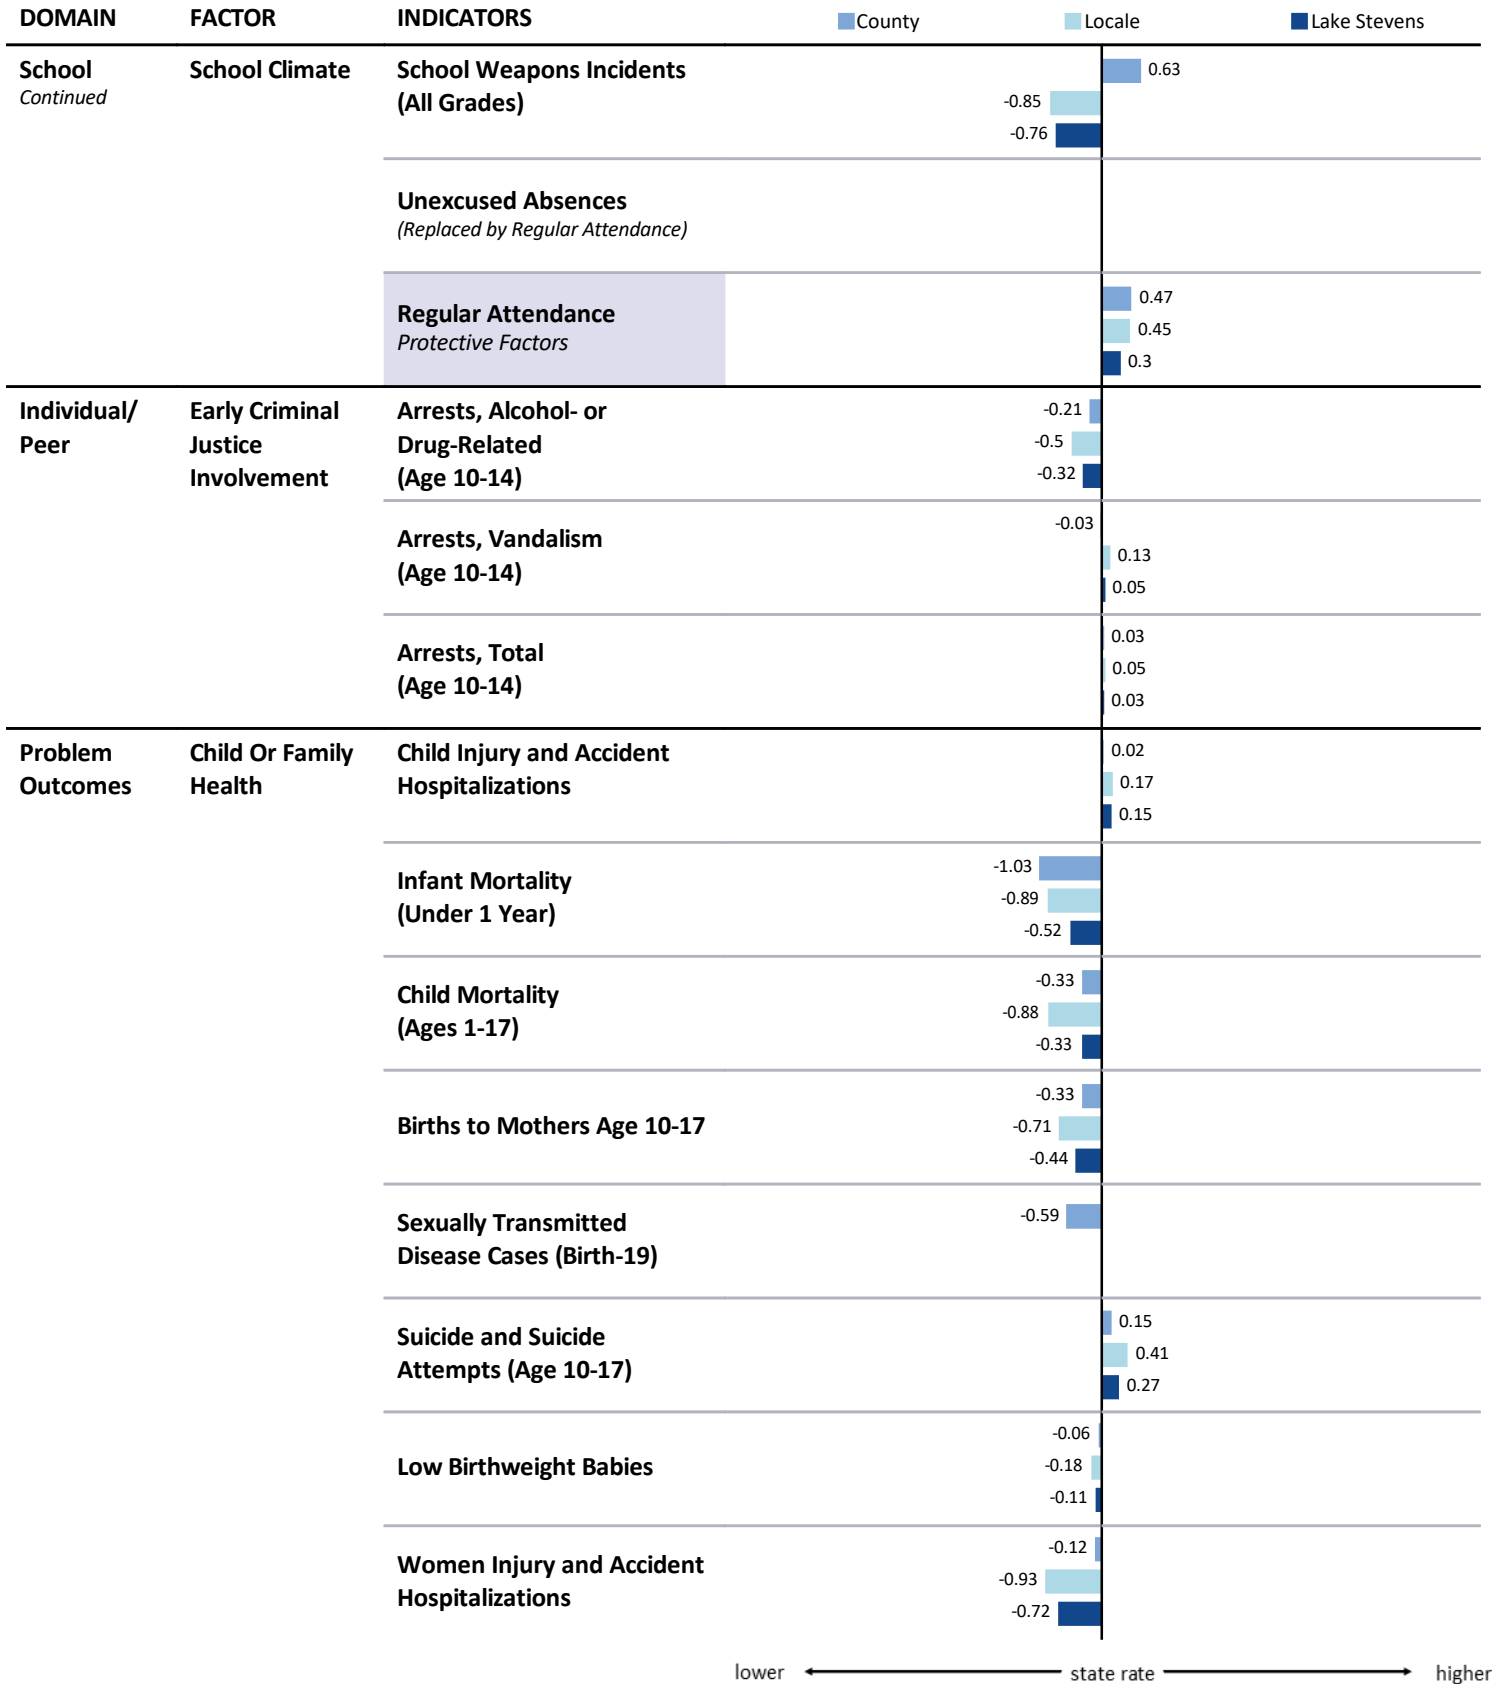 DOMAIN FACTOR INDICATORS County Locale Lake Stevens
School School Climate School Weapons Incidents 0.63
Continued (All Grades) -0.85
-0.76
Unexcused Absences
(Replaced by Regular Attendance)
0.47
Regular Attendance 0.45
Protective Factors 0.3
Individual/ Early Criminal Arrests, Alcohol- or -0.21
Peer Justice Drug-Related -0.5
Involvement (Age 10-14) -0.32
-0.03
Arrests, Vandalism 0.13
(Age 10-14) 0.05
0.03
Arrests, Total 0.05
(Age 10-14) 0.03
Problem Child Or Family Child Injury and Accident 0.02
Outcomes Health Hospitalizations 0.17
0.15
-1.03
Infant Mortality -0.89
(Under 1 Year) -0.52
-0.33
Child Mortality -0.88
(Ages 1-17) -0.33
-0.33
Births to Mothers Age 10-17 -0.71
-0.44
Sexually Transmitted -0.59
Disease Cases (Birth-19)
0.15
Suicide and Suicide 0.41
Attempts (Age 10-17) 0.27
-0.06
Low Birthweight Babies -0.18
-0.11
-0.12
Women Injury and Accident -0.93
Hospitalizations -0.72
lower state rate higher